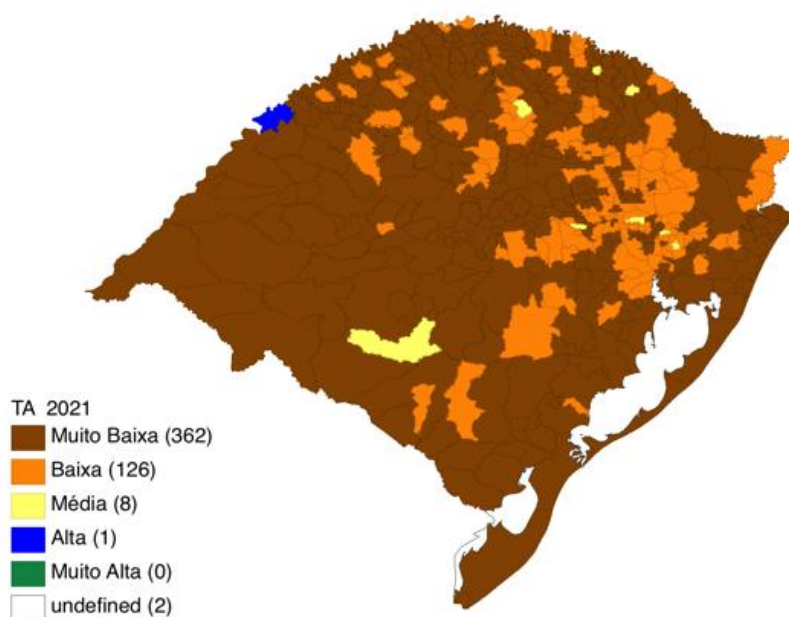 TA 2021
Muito Baixa (362)
Baixa (126)
Média (8)
Alta (1)
Muito Alta (0)
undefined (2)